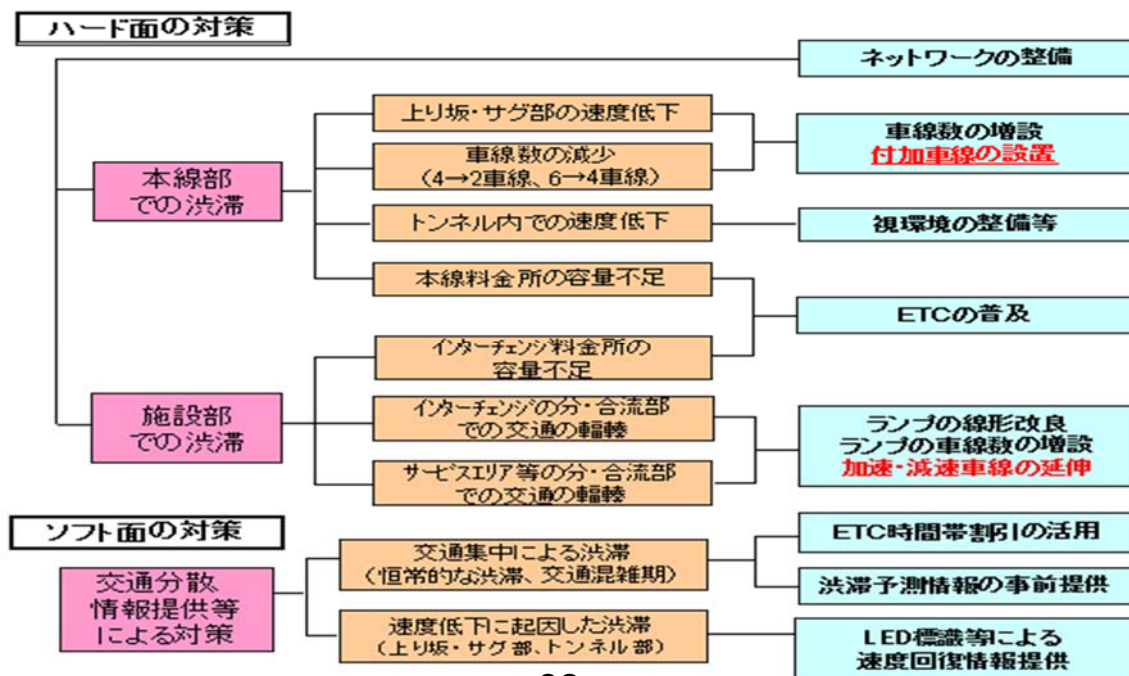 ハード面の対策
ネットワークの整備
本線部
での渋滞
上り坂・サグ部の速度低下
車線数の減少
(4→2車線、6→4車線)
車線数の増設
付加車線の設置
トンネル内での速度低下
視環境の整備等
本線料金所の容量不足
ETCの普及
施設部
での渋滞
インターチェンジ料金所の
容量不足
インターチェンジの分・合流部
での交通の輻輳
サービスエリア等の分・合流部
での交通の輻輳
ランプの線形改良
ランプの車線数の増設
加速・減速車線の延伸
ソフト面の対策
交通分散、
情報提供等
による対策
交通集中による渋滞
(恒常的な渋滞、交通混雑期)
ETC時間帯割引の活用
渋滞予測情報の事前提供
速度低下に起因した渋滞
(上り坂・サグ部、トンネル部)
LED標識等による
速度回復情報提供